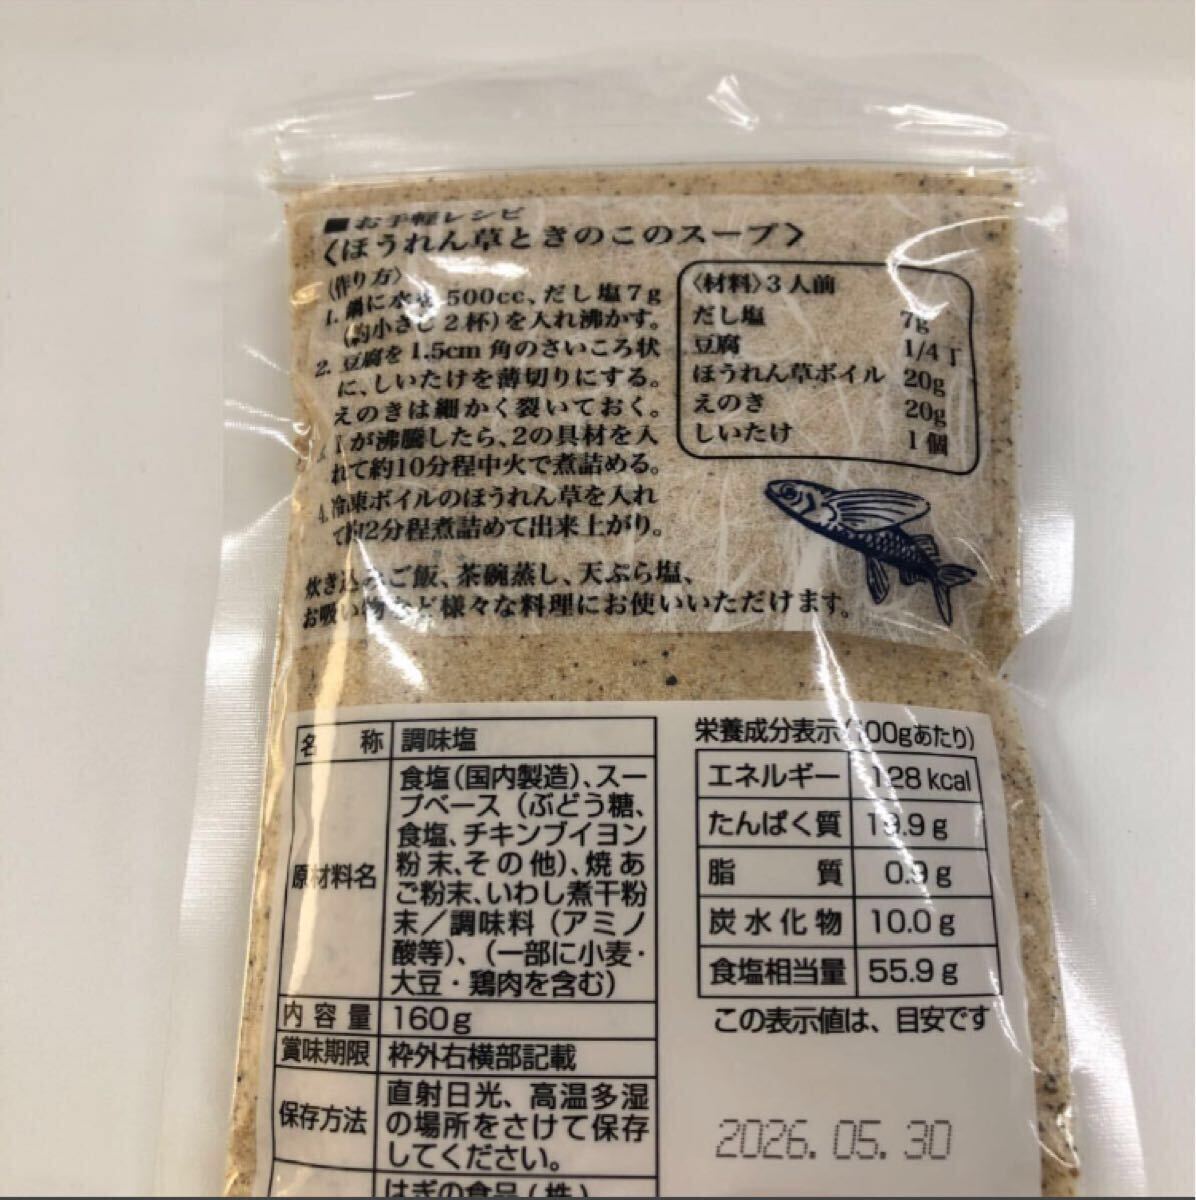 ■お手軽レシピ
〈ほうれん草ときのこのスープ〉
〈作り方〉
1. 鍋に水 500cc、だし塩7g
(約小さじ2杯)を入れ沸かす。
2. 豆腐を1.5cm角のさいころ状
に、しいたけを薄切りにする。
えのきは細かく裂いておく。
が沸騰したら、2の具材を入
れて約10分程中火で煮詰める。
4. 冷凍ボイルのほうれん草を入れ
て約2分程煮詰めて出来上がり。
〈材料〉3人前
だし塩 7g
豆腐 1/4丁
ほうれん草ボイル 20g
えのき 20g
しいたけ 1個
炊き込みご飯、茶碗蒸し、天ぷら塩、
お吸い物など様々な料理にお使いいただけます。
名称 調味塩
原材料名 食塩(国内製造)、スー
プベース(ぶどう糖、
食塩、チキンブイヨン
粉末、その他)、焼あ
ご粉末、いわし煮干粉
末/調味料(アミノ
酸等)、(一部に小麦・
大豆・鶏肉を含む)
内容量 160g
賞味期限 枠外右横部記載
保存方法 直射日光、高温多湿
の場所をさけて保存
してください。
はぎの食品(株)
栄養成分表示(100gあたり)
エネルギー 128kcal
たんぱく質 19.9g
脂質 0.9g
炭水化物 10.0g
食塩相当量 55.9g
この表示値は、目安です
2026.05.30